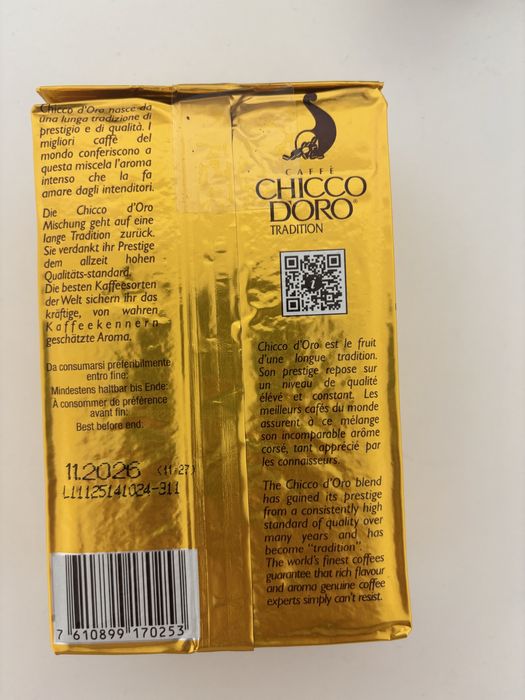 Chicco d'Oro nasce da
una lunga tradizione di
prestigio e di qualità. I
migliori caffè del
mondo conferiscono a
questa miscela l'aroma
intenso che la fa
amare dagli intenditori.
Die Chicco d'Oro
Mischung geht auf eine
lange Tradition zurück.
Sie verdankt ihr Prestige
dem allzeit hohen
Qualitäts-standard.
Die besten Kaffeesorten
der Welt sichern ihr das
kräftige, von wahren
Kaffeekennern
geschätzte Aroma.
Da consumarsi preferibilmente
entro fine:
Mindestens haltbar bis Ende:
A consommer de préférence
avant fin:
Best before end:
11.2026 (11:27)
L11125141024-911
7 610899 170253
CAFFÈ
CHICCO
D'ORO®
TRADITION
i
Chicco d'Oro est le fruit
d'une longue tradition.
Son prestige repose sur
un niveau de qualité
élévé et constant. Les
meilleurs cafés du monde
assurent à ce mélange
son incomparable arôme
corsé, tant apprécié par
les connaisseurs.
The Chicco d'Oro blend
has gained its prestige
from a consistently high
standard of quality over
many years and has
become "tradition".
The world's finest coffees
guarantee that rich flavour
and aroma genuine coffee
experts simply can't resist.